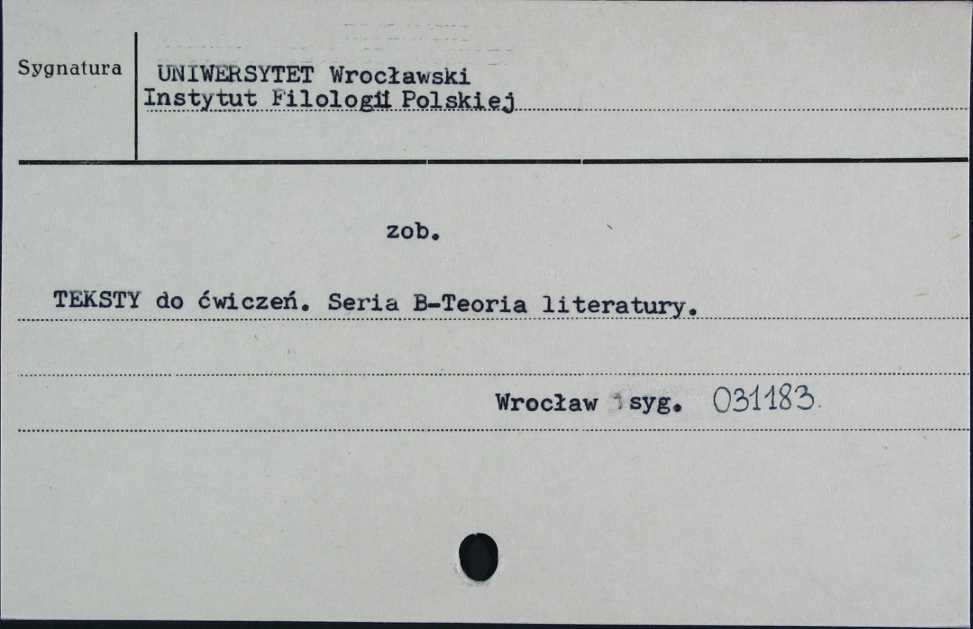 Sygnatura
UNIWERSYTET Wrocławski
Instytut Filologii Polskiej
zob.
TEKSTY do ćwiczeń. Seria B-Teoria literatury.
Wrocław syg. 031183.